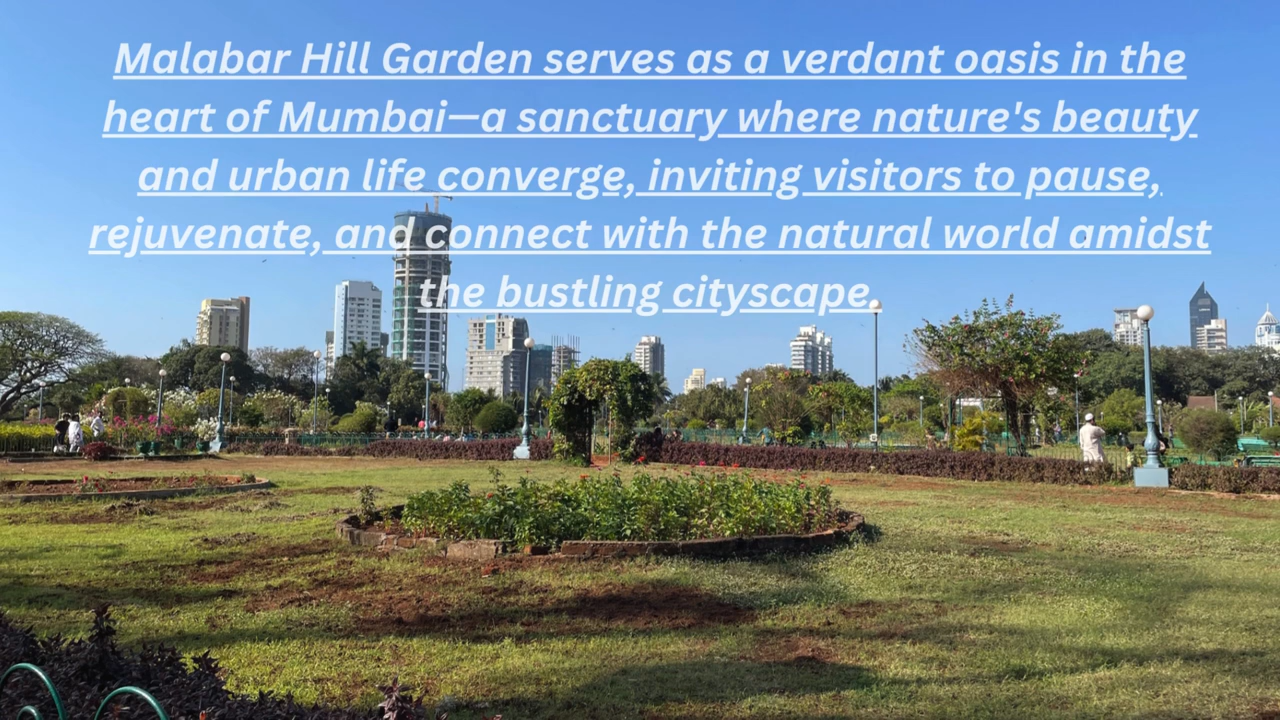 Malabar Hill Garden serves as a verdant oasis in the
heart of Mumbai—a sanctuary where nature's beauty
and urban life converge, inviting visitors to pause,
rejuvenate, and connect with the natural world amidst
the bustling cityscape.